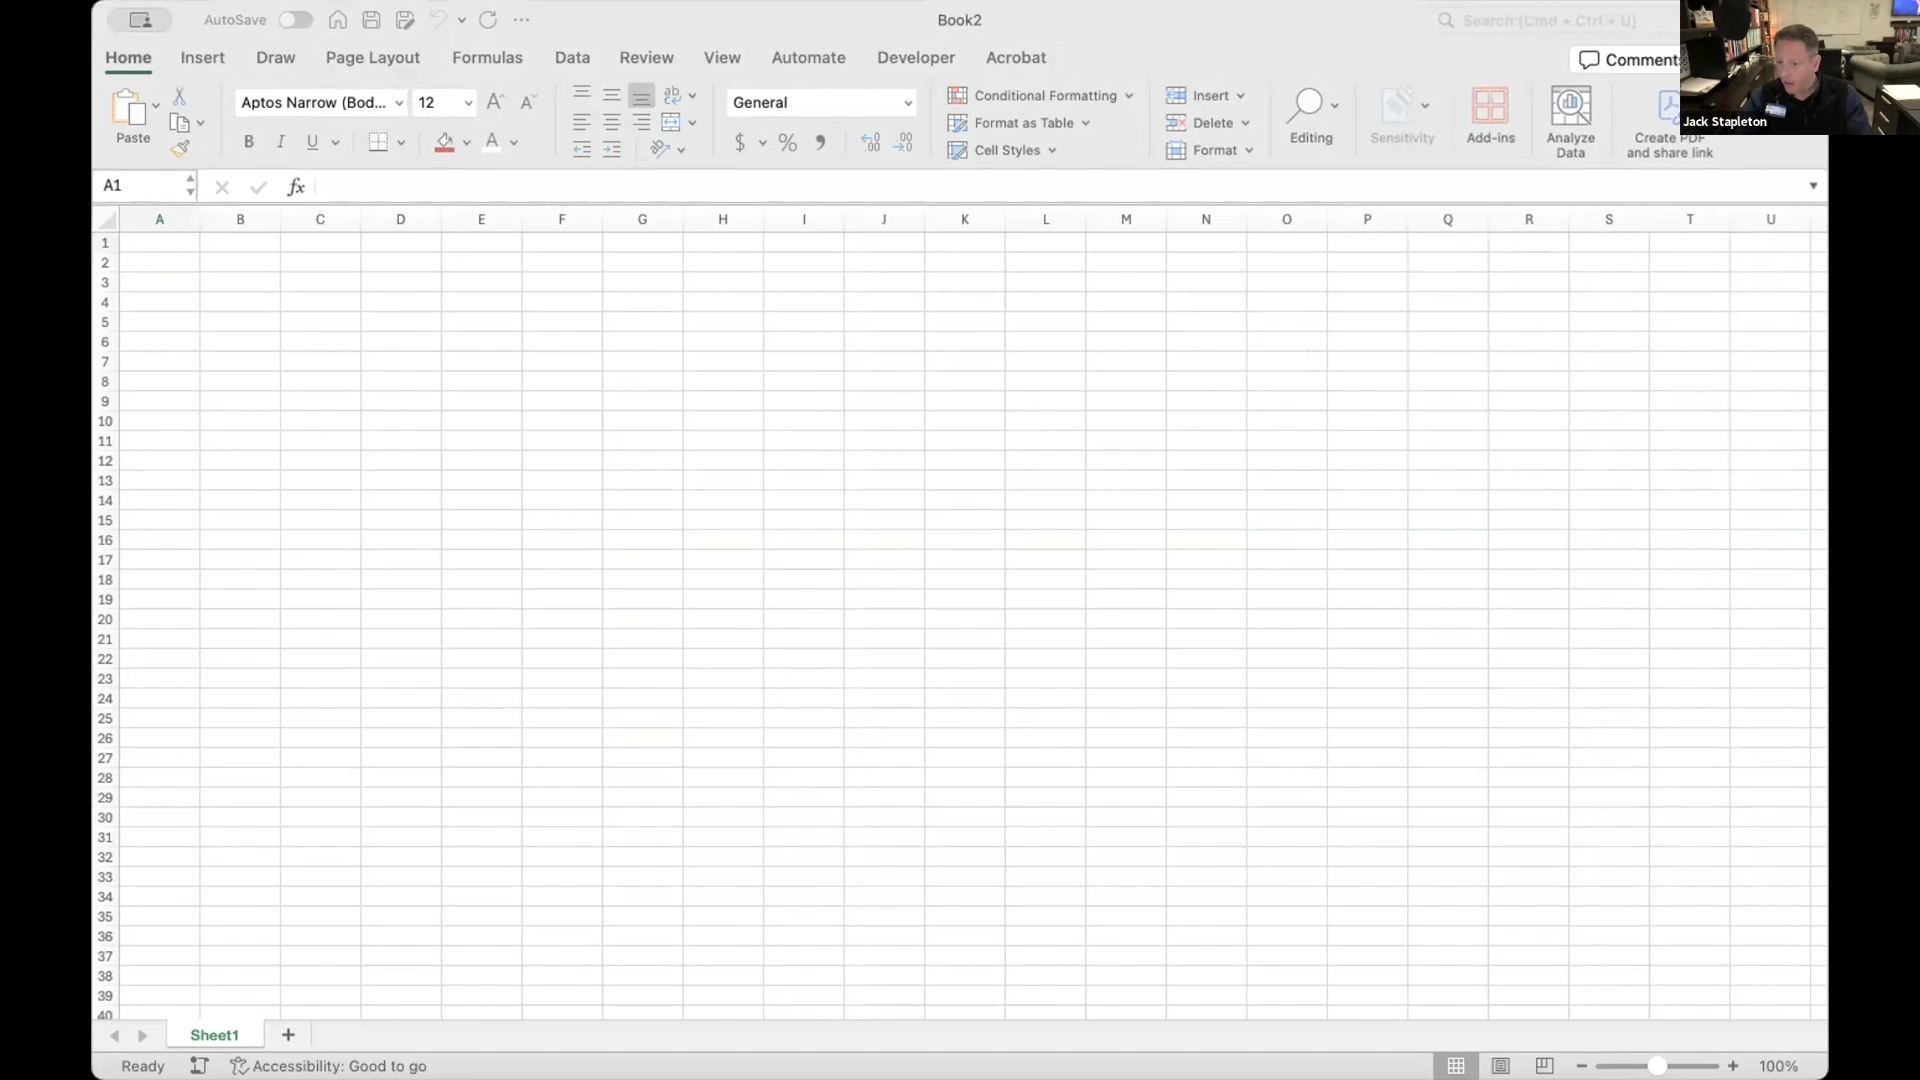 AutoSave
Book2
Search (Cmd + Ctrl + U)
Home Insert Draw Page Layout Formulas Data Review View Automate Developer Acrobat
Comments
Jack Stapleton
Paste
Aptos Narrow (Bod... 12
A A
B I U A
ab
General
$ % 9
.00
Conditional Formatting
Format as Table
Cell Styles
Insert
Delete
Format
Editing
Sensitivity
Add-ins
Analyze
Data
Create PDF
and share link
A1 fx
A B C D E F G H I J K L M N O P Q R S T U
1
2
3
4
5
6
7
8
9
10
11
12
13
14
15
16
17
18
19
20
21
22
23
24
25
26
27
28
29
30
31
32
33
34
35
36
37
38
39
40
Sheet1 +
Ready Accessibility: Good to go
100%